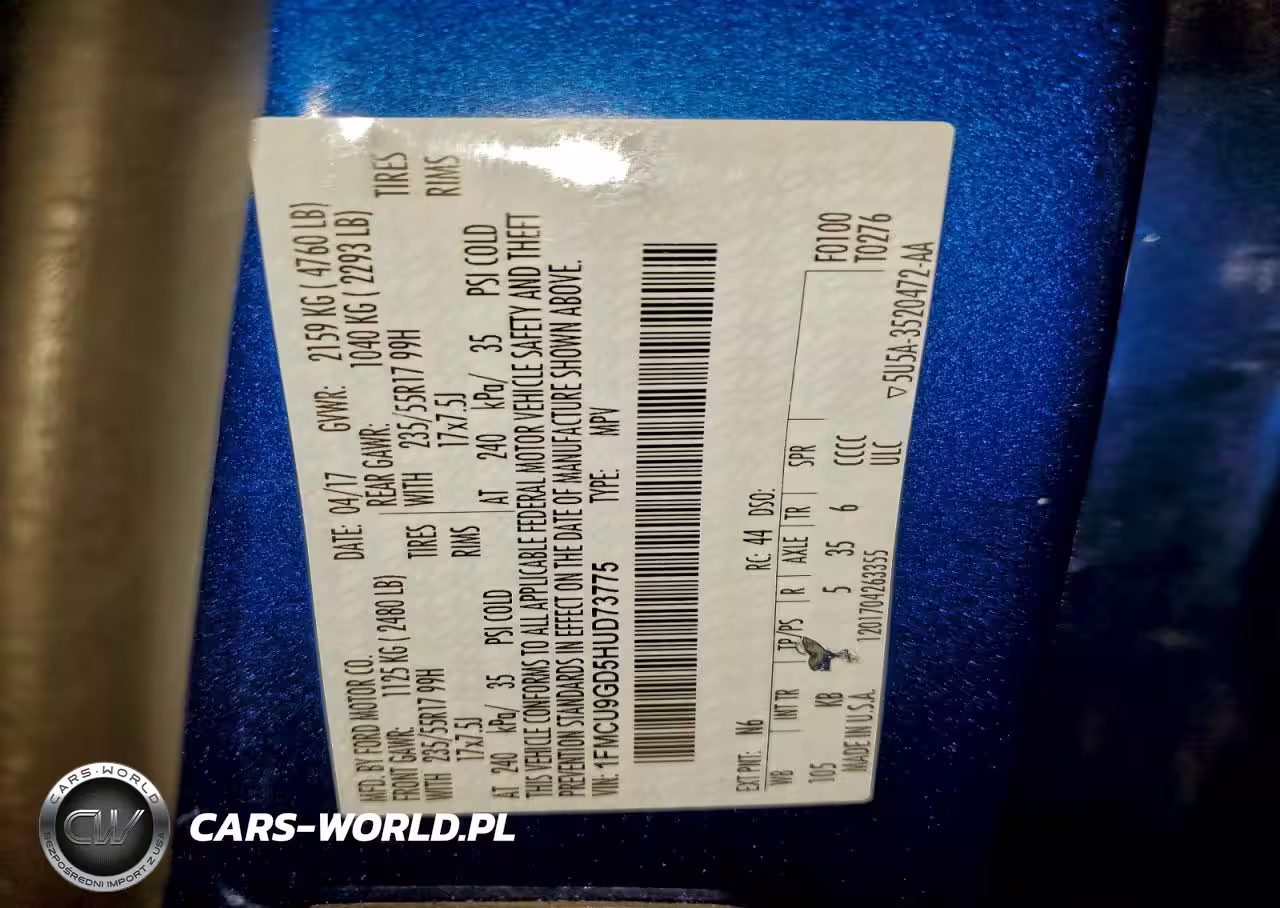 MFD. BY FORD MOTOR CO.
DATE: 04/17 GVWR: 2159 KG ( 4760 LB)
FRONT GAWR: 1125 KG ( 2480 LB) REAR GAWR: 1040 KG ( 2293 LB)
WITH 235/55R17 99H TIRES WITH 235/55R17 99H TIRES
17x7.5J RIMS 17x7.5J RIMS
AT 240 kPa/ 35 PSI COLD AT 240 kPa/ 35 PSI COLD
THIS VEHICLE CONFORMS TO ALL APPLICABLE FEDERAL MOTOR VEHICLE SAFETY AND THEFT
PREVENTION STANDARDS IN EFFECT ON THE DATE OF MANUFACTURE SHOWN ABOVE.
VIN: 1FMCU9GD5HUD73775 TYPE: MPV
EXT PNT: N6 RC: 44 DSO:
WB INT TR TP/PS R AXLE TR SPR F0100
T0276
105 KB 5 35 6 CCCC
ULC
MADE IN U.S.A. 1201704263355 ▽5U5A-3520472-AA
CARS-WORLD
CW
BEZPOŚREDNI IMPORT Z USA
CARS-WORLD.PL